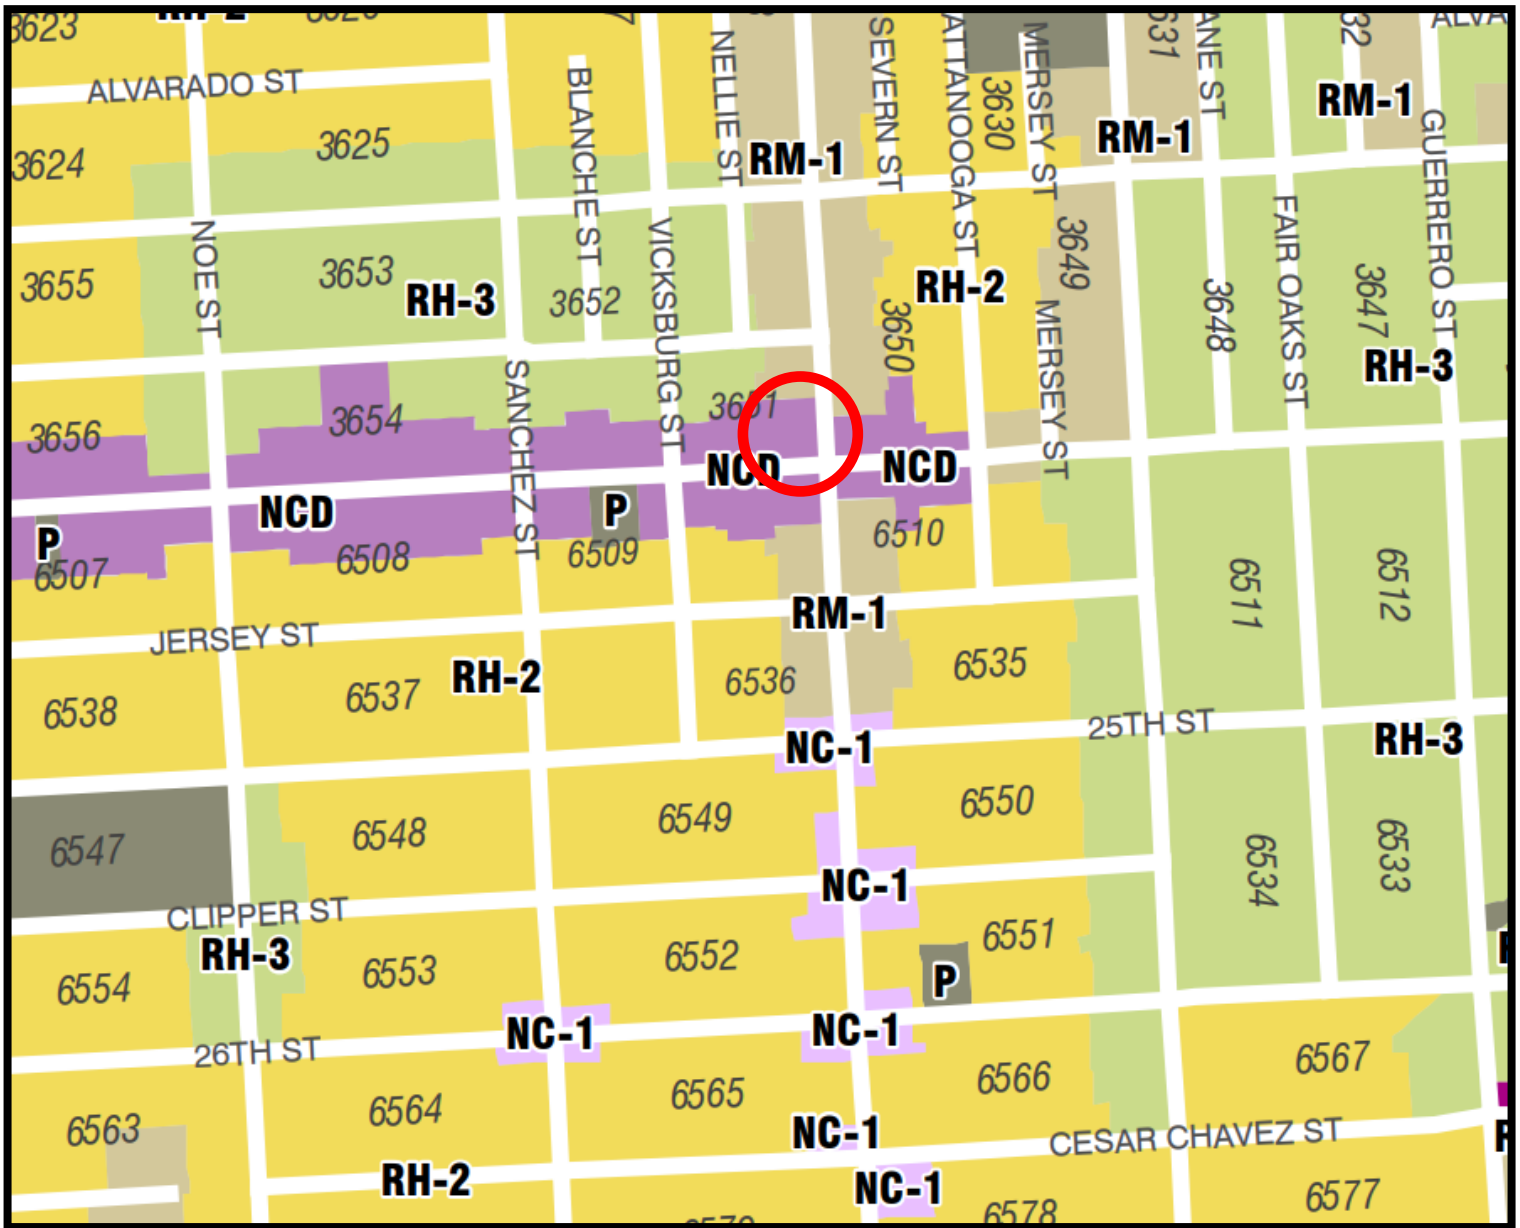 3623
RH-2
ALVARADO ST
3624
3625
BLANCHE ST
NELLIE ST
RM-1
SEVERN ST
3630
MERSEY ST
RM-1
RM-1
GUERRERO ST
3655
NOE ST
3653
RH-3
3652
VICKSBURG ST
RH-2
3650
3649
MERSEY ST
3648
FAIR OAKS ST
3647
RH-3
3656
3654
SANCHEZ ST
3651
NCD
NCD
NCD
P
P
6507
6508
6509
6510
6511
6512
JERSEY ST
RM-1
6538
6537
RH-2
6536
6535
25TH ST
NC-1
RH-3
6547
6548
6549
6550
6534
6533
NC-1
CLIPPER ST
RH-3
6554
6553
6552
6551
P
NC-1
NC-1
26TH ST
6563
6564
6565
6566
6567
NC-1
CESAR CHAVEZ ST
RH-2
NC-1
6578
6577